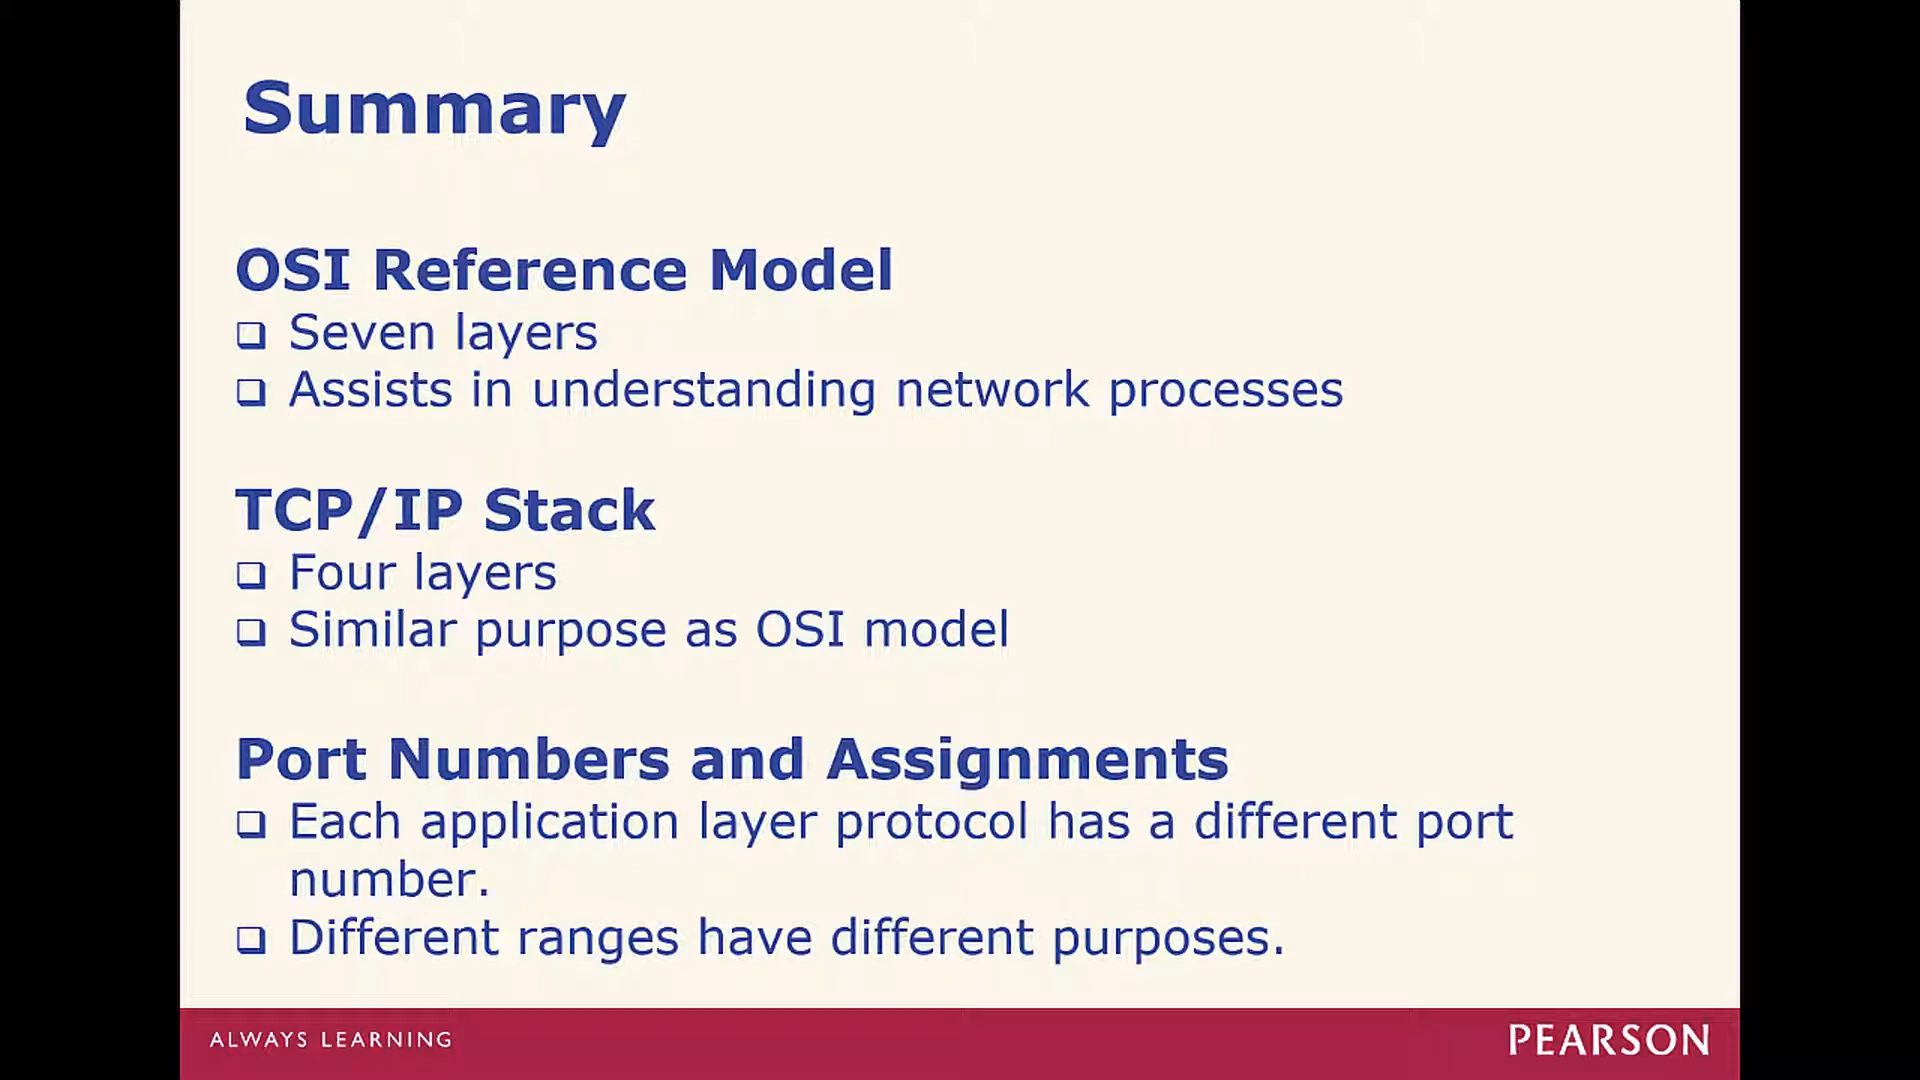 Summary
OSI Reference Model
❑ Seven layers
❑ Assists in understanding network processes
TCP/IP Stack
❑ Four layers
❑ Similar purpose as OSI model
Port Numbers and Assignments
❑ Each application layer protocol has a different port
number.
❑ Different ranges have different purposes.
ALWAYS LEARNING
PEARSON